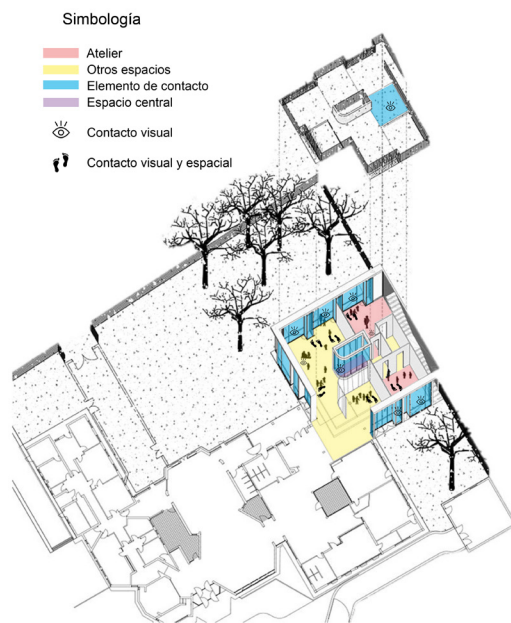 Simbología
Atelier
Otros espacios
Elemento de contacto
Espacio central
Contacto visual
Contacto visual y espacial